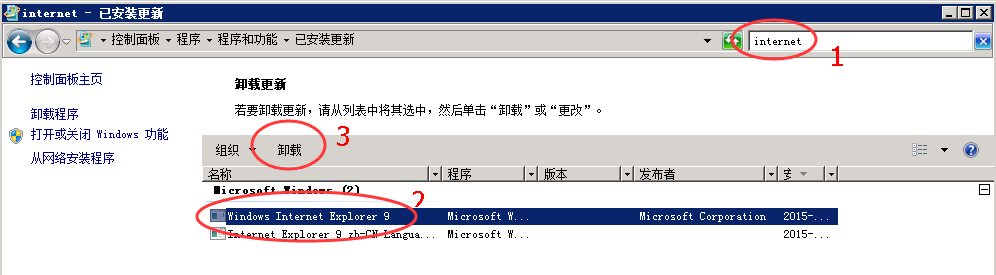 internet - 已安装更新
控制面板 程序 程序和功能 已安装更新
internet
1
控制面板主页
卸载程序
打开或关闭 Windows 功能
从网络安装程序
卸载更新
若要卸载更新，请从列表中将其选中，然后单击“卸载”或“更改”。
组织 卸载
3
名称 程序 版本 发布者
Microsoft Windows (2)
2
Windows Internet Explorer 9 Microsoft W... Microsoft Corporation 2015-...
Internet Explorer 9 zh-CN Langua... Microsoft W... 2015-...